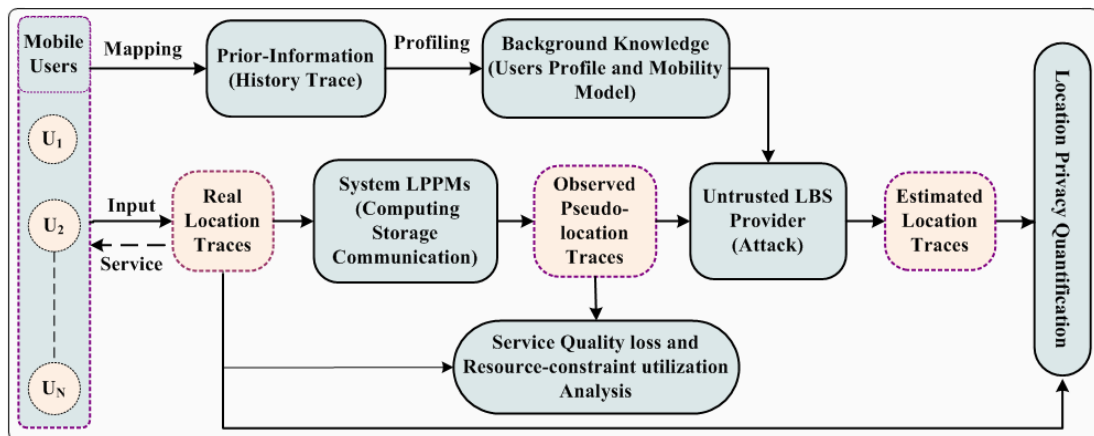 Mobile
Users
Mapping
Prior-Information
(History Trace)
Profiling
Background Knowledge
(Users Profile and Mobility
Model)
Location Privacy Quantification
U1
U2
UN
Input
Service
Real
Location
Traces
System LPPMs
(Computing
Storage
Communication)
Observed
Pseudo-
location
Traces
Untrusted LBS
Provider
(Attack)
Estimated
Location
Traces
Service Quality loss and
Resource-constraint utilization
Analysis